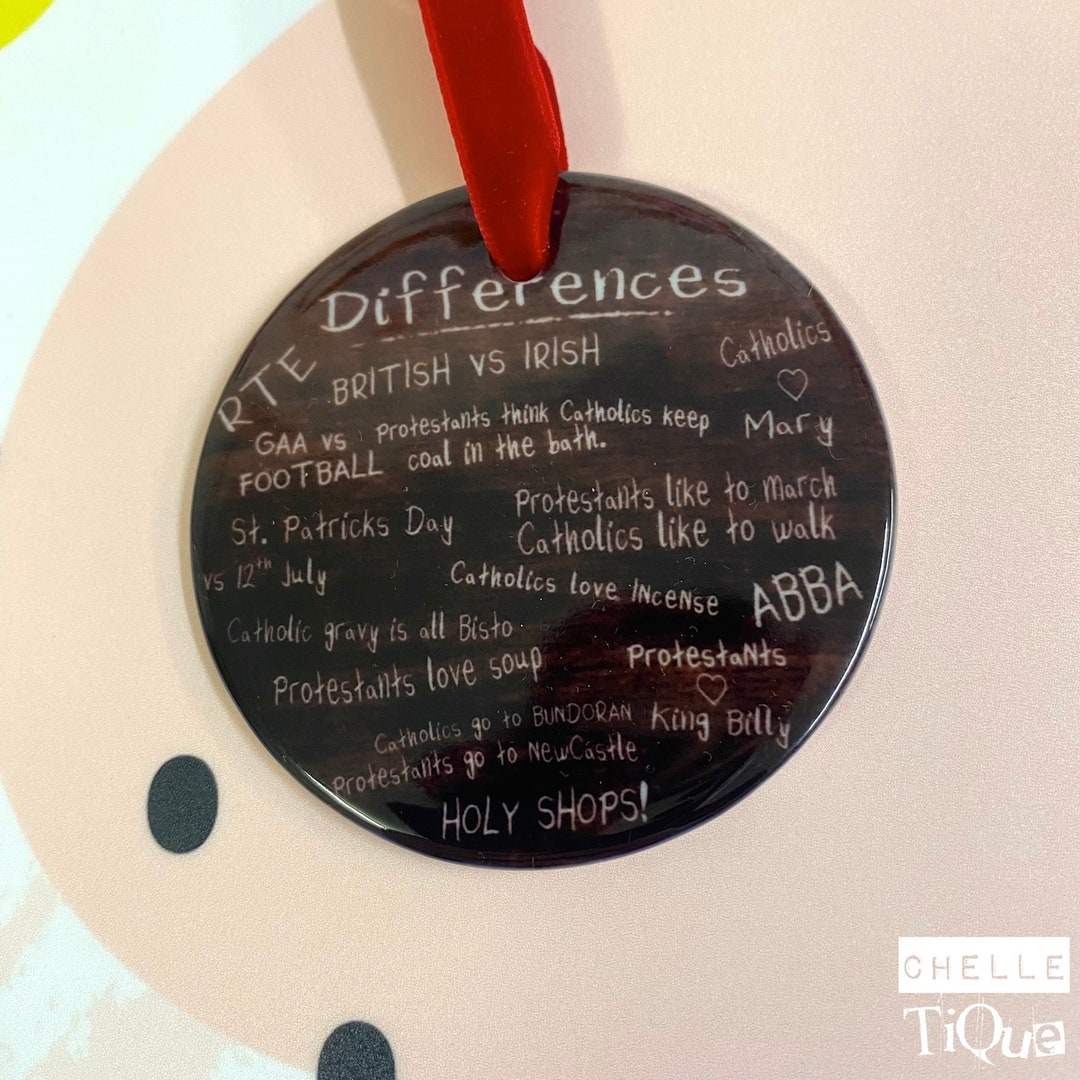 Differences
RTE
BRITISH VS IRISH
Catholics
♡
Mary
GAA vs
FOOTBALL
Protestants think Catholics keep
coal in the bath.
St. Patricks Day
vs 12th July
Protestants like to march
Catholics like to walk
Catholics love INceNse
ABBA
Catholic gravy is all Bisto
Protestants love soup
ProtestaNts
♡
King Billy
Catholics go to BUNDORAN
Protestants go to NewCastle
HOLY SHOPS!
CHELLE
TiQue